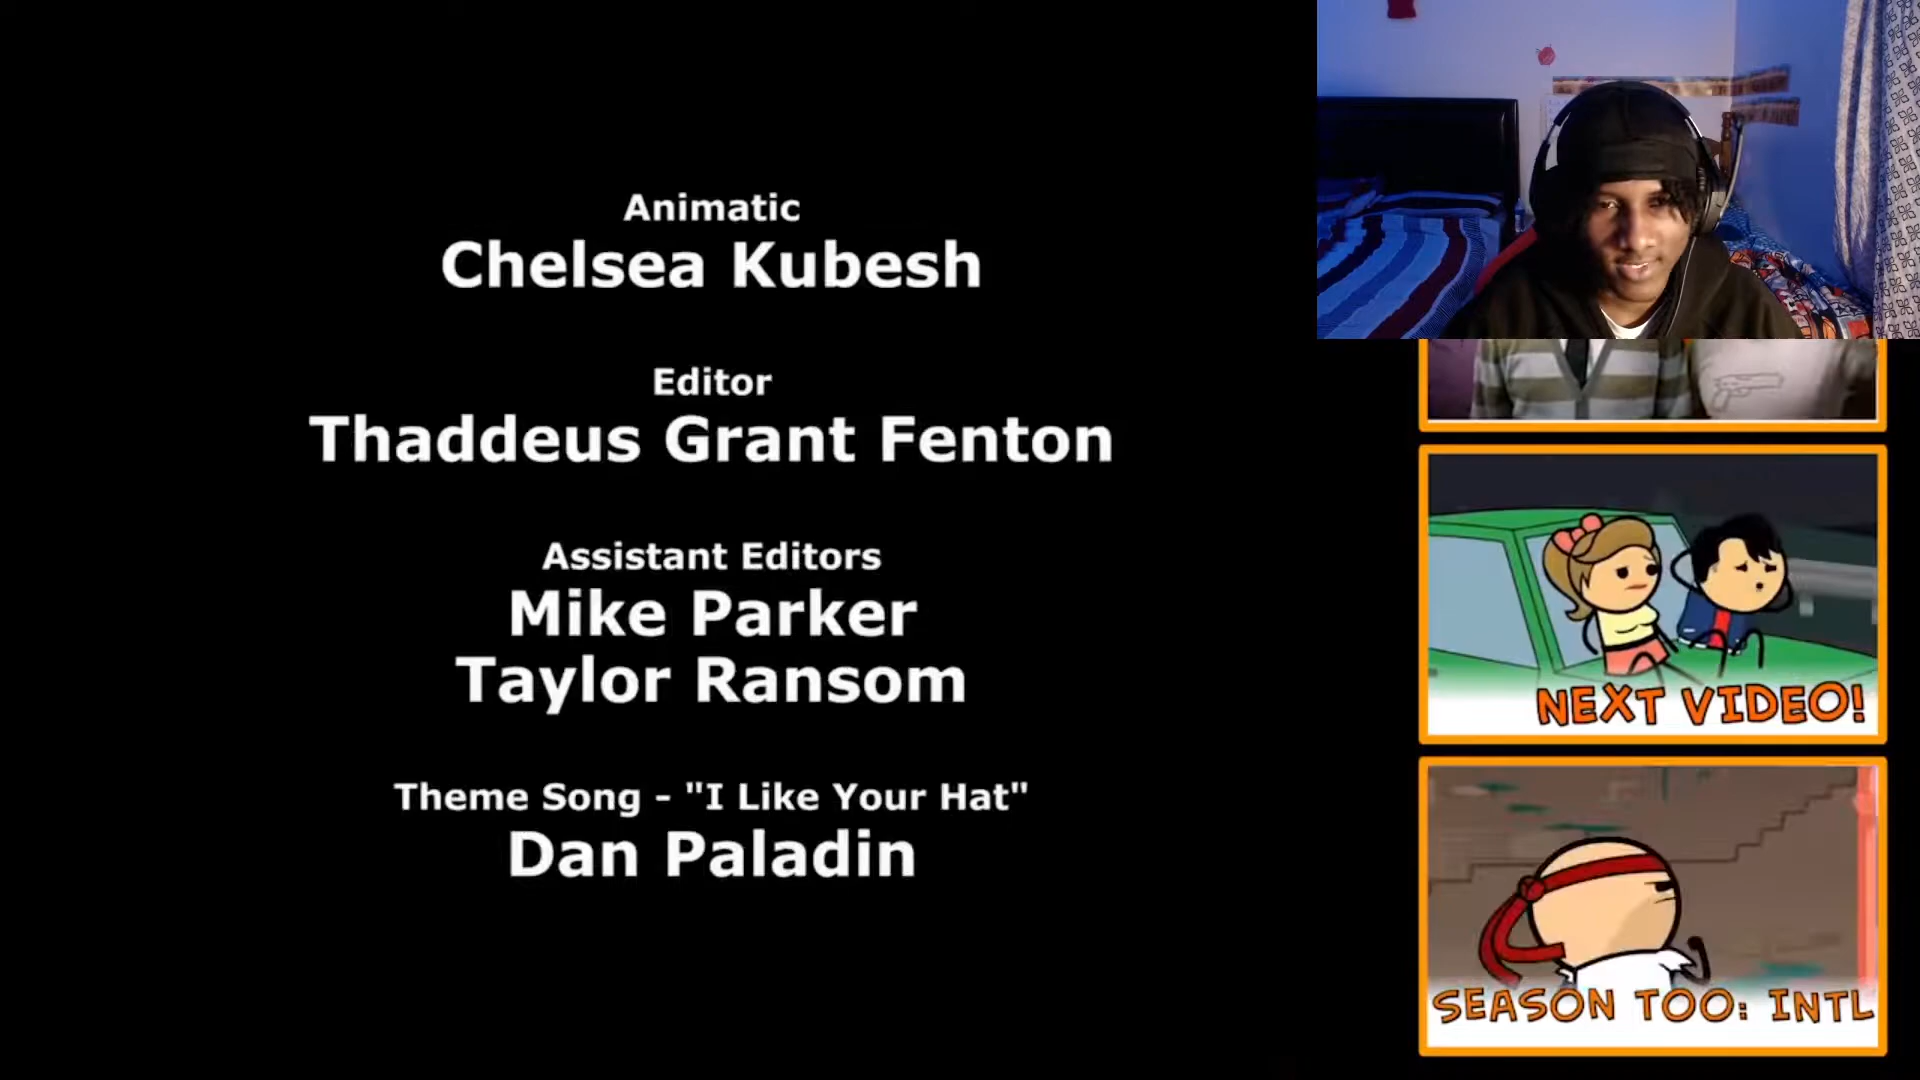 Animatic
Chelsea Kubesh
Editor
Thaddeus Grant Fenton
Assistant Editors
Mike Parker
Taylor Ransom
Theme Song - "I Like Your Hat"
Dan Paladin
NEXT VIDEO!
SEASON TOO: INTL